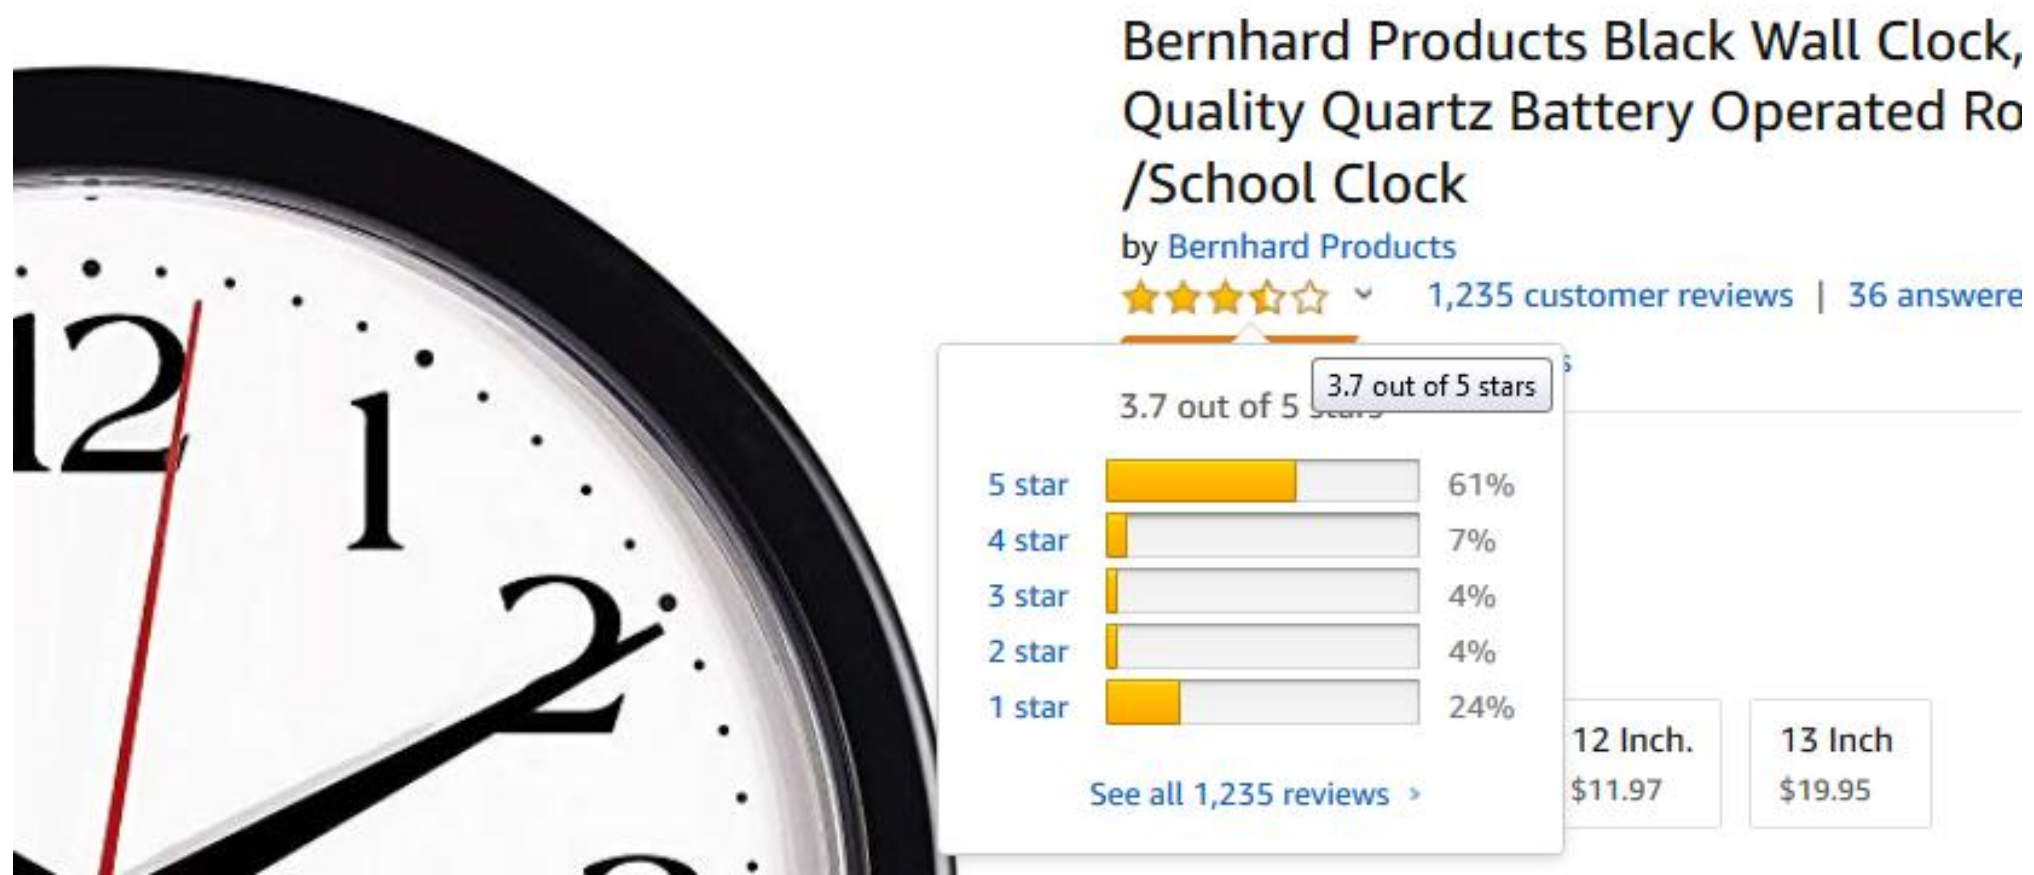 Bernhard Products Black Wall Clock,
Quality Quartz Battery Operated Ro
/School Clock
by Bernhard Products
1,235 customer reviews | 36 answere
3.7 out of 5 stars
3.7 out of 5
5 star 61%
4 star 7%
3 star 4%
2 star 4%
1 star 24%
See all 1,235 reviews ›
12 Inch.
$11.97
13 Inch
$19.95
12
1
2